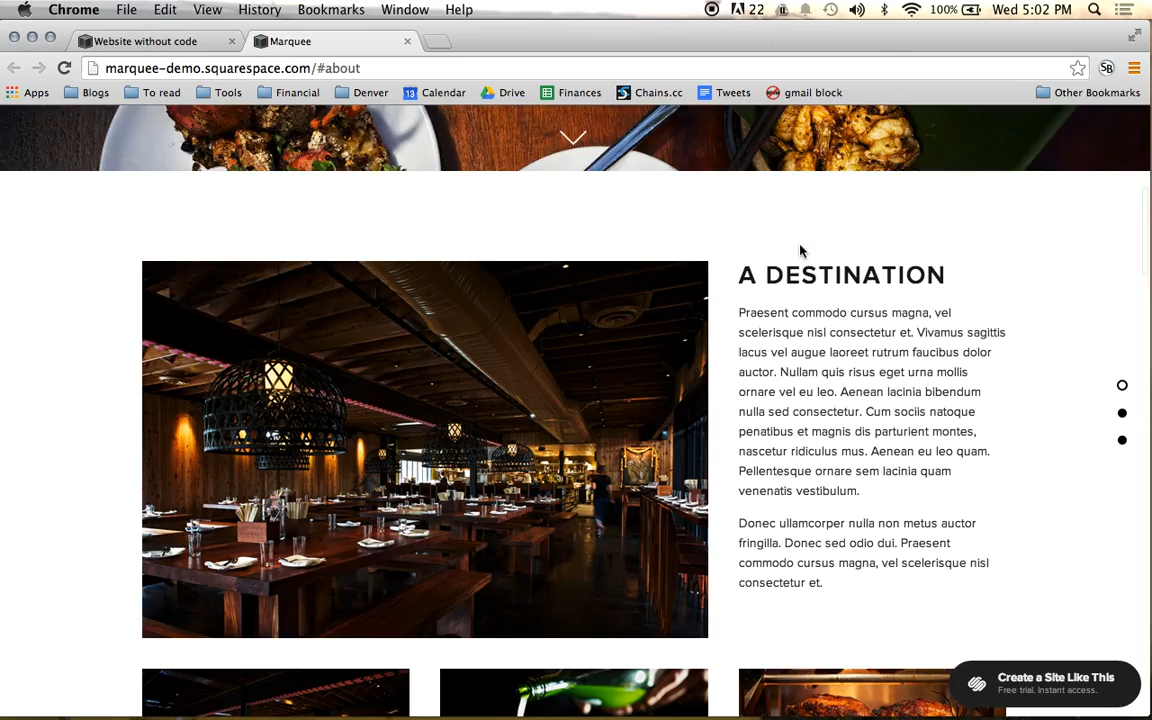 Chrome File Edit View History Bookmarks Window Help 22 100% Wed 5:02 PM
Website without code Marquee
marquee-demo.squarespace.com/#about SB
Apps Blogs To read Tools Financial Denver 13 Calendar Drive Finances Chains.cc Tweets gmail block Other Bookmarks
A DESTINATION
Praesent commodo cursus magna, vel
scelerisque nisl consectetur et. Vivamus sagittis
lacus vel augue laoreet rutrum faucibus dolor
auctor. Nullam quis risus eget urna mollis
ornare vel eu leo. Aenean lacinia bibendum
nulla sed consectetur. Cum sociis natoque
penatibus et magnis dis parturient montes,
nascetur ridiculus mus. Aenean eu leo quam.
Pellentesque ornare sem lacinia quam
venenatis vestibulum.
Donec ullamcorper nulla non metus auctor
fringilla. Donec sed odio dui. Praesent
commodo cursus magna, vel scelerisque nisl
consectetur et.
Create a Site Like This
Free trial. Instant access.